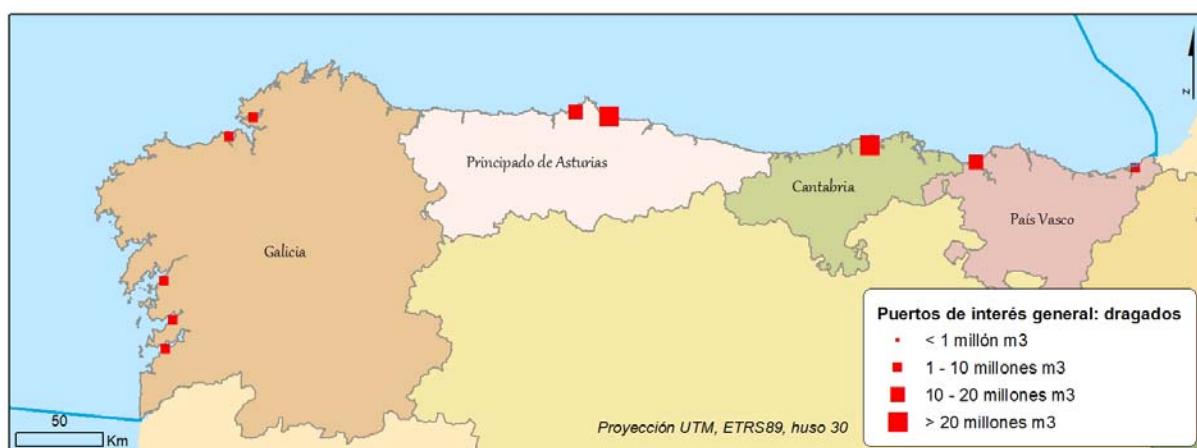 z
Principado de Asturias
Cantabria
País Vasco
Galicia
Puertos de interés general: dragados
< 1 millón m3
1 - 10 millones m3
10 - 20 millones m3
> 20 millones m3
50
Km
Proyección UTM, ETRS89, huso 30